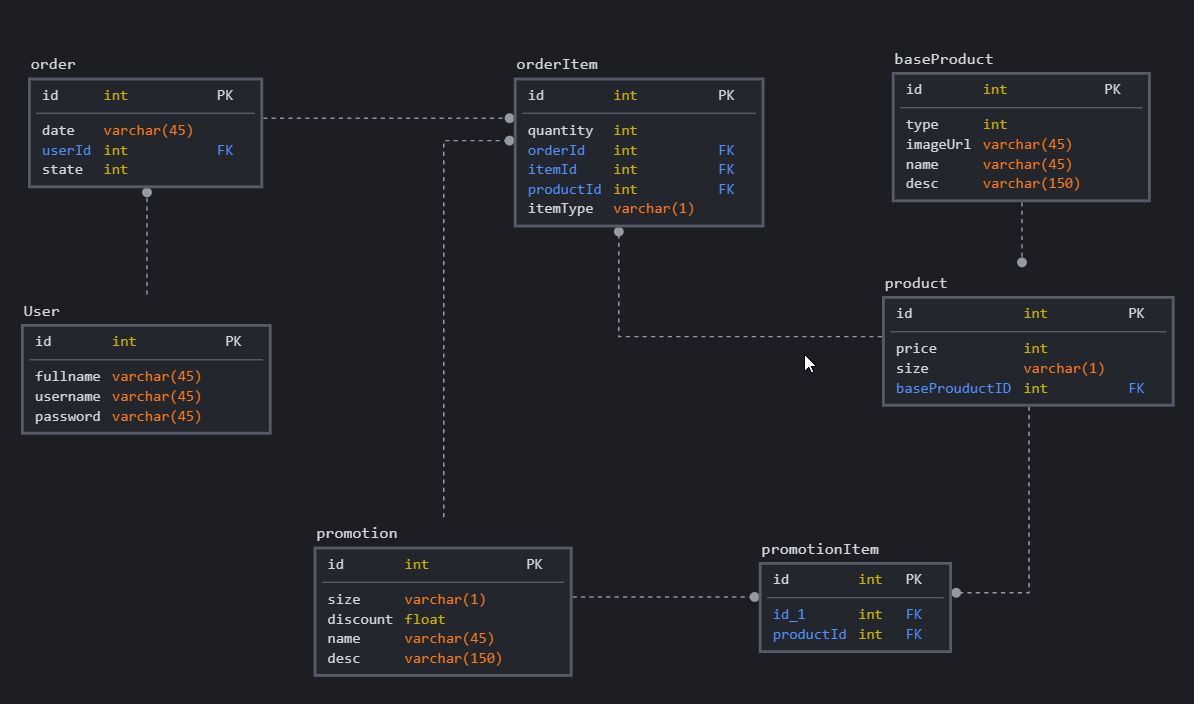 order
id int PK
date varchar(45)
userId int FK
state int
orderItem
id int PK
quantity int
orderId int FK
itemId int FK
productId int FK
itemType varchar(1)
baseProduct
id int PK
type int
imageUrl varchar(45)
name varchar(45)
desc varchar(150)
User
id int PK
fullname varchar(45)
username varchar(45)
password varchar(45)
product
id int PK
price int
size varchar(1)
baseProuductID int FK
promotion
id int PK
size varchar(1)
discount float
name varchar(45)
desc varchar(150)
promotionItem
id int PK
id_1 int FK
productId int FK